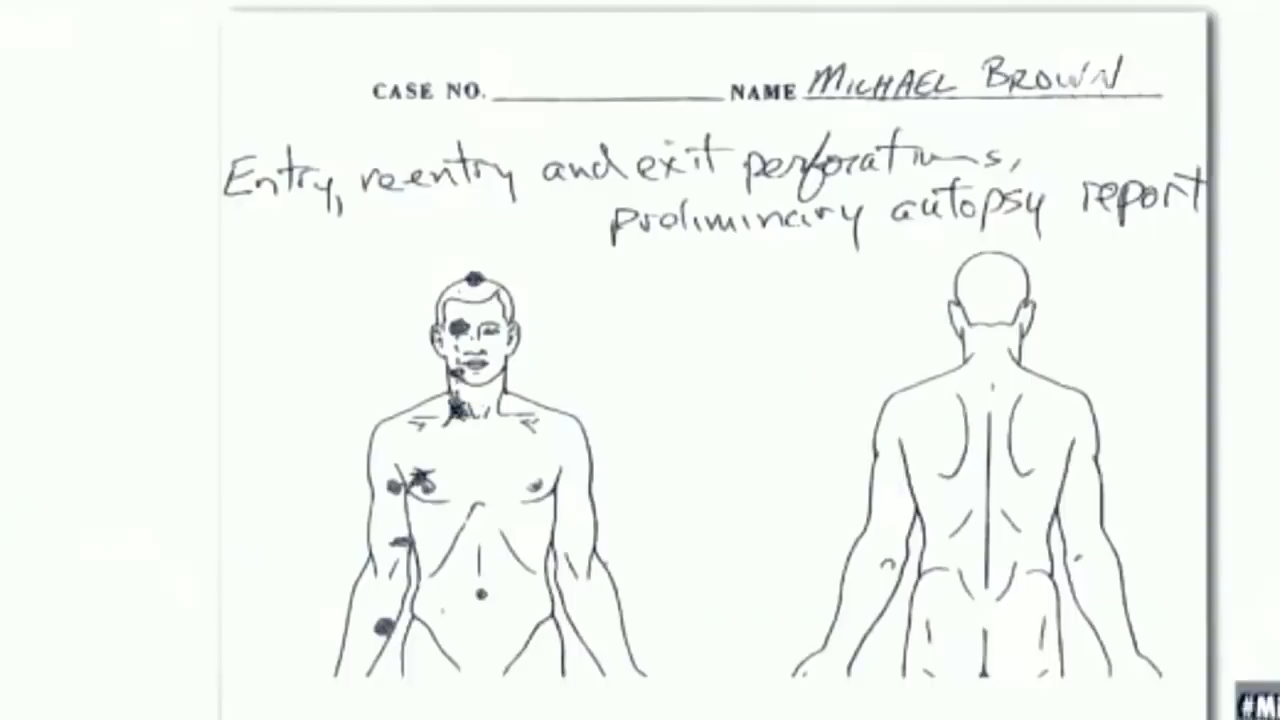 CASE NO. NAME MICHAEL BROWN
Entry, reentry and exit perforations,
preliminary autopsy report
#M